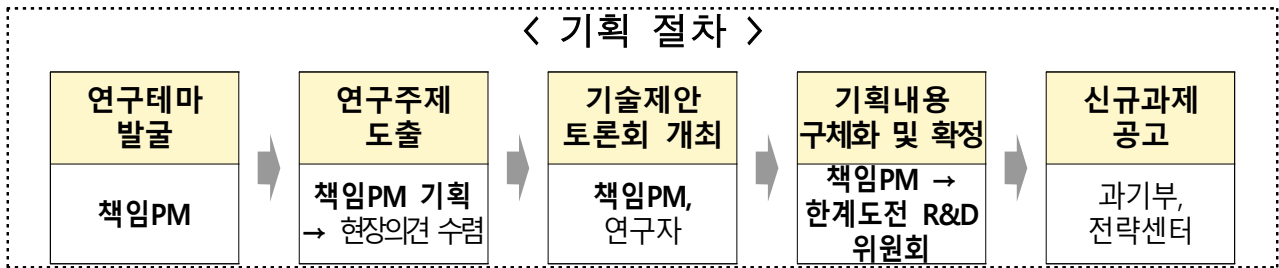 < 기획 절차 >
연구테마
발굴
책임PM
연구주제
도출
책임PM 기획
→ 현장의견 수렴
기술제안
토론회 개최
책임PM,
연구자
기획내용
구체화 및 확정
책임PM →
한계도전 R&D
위원회
신규과제
공고
과기부,
전략센터